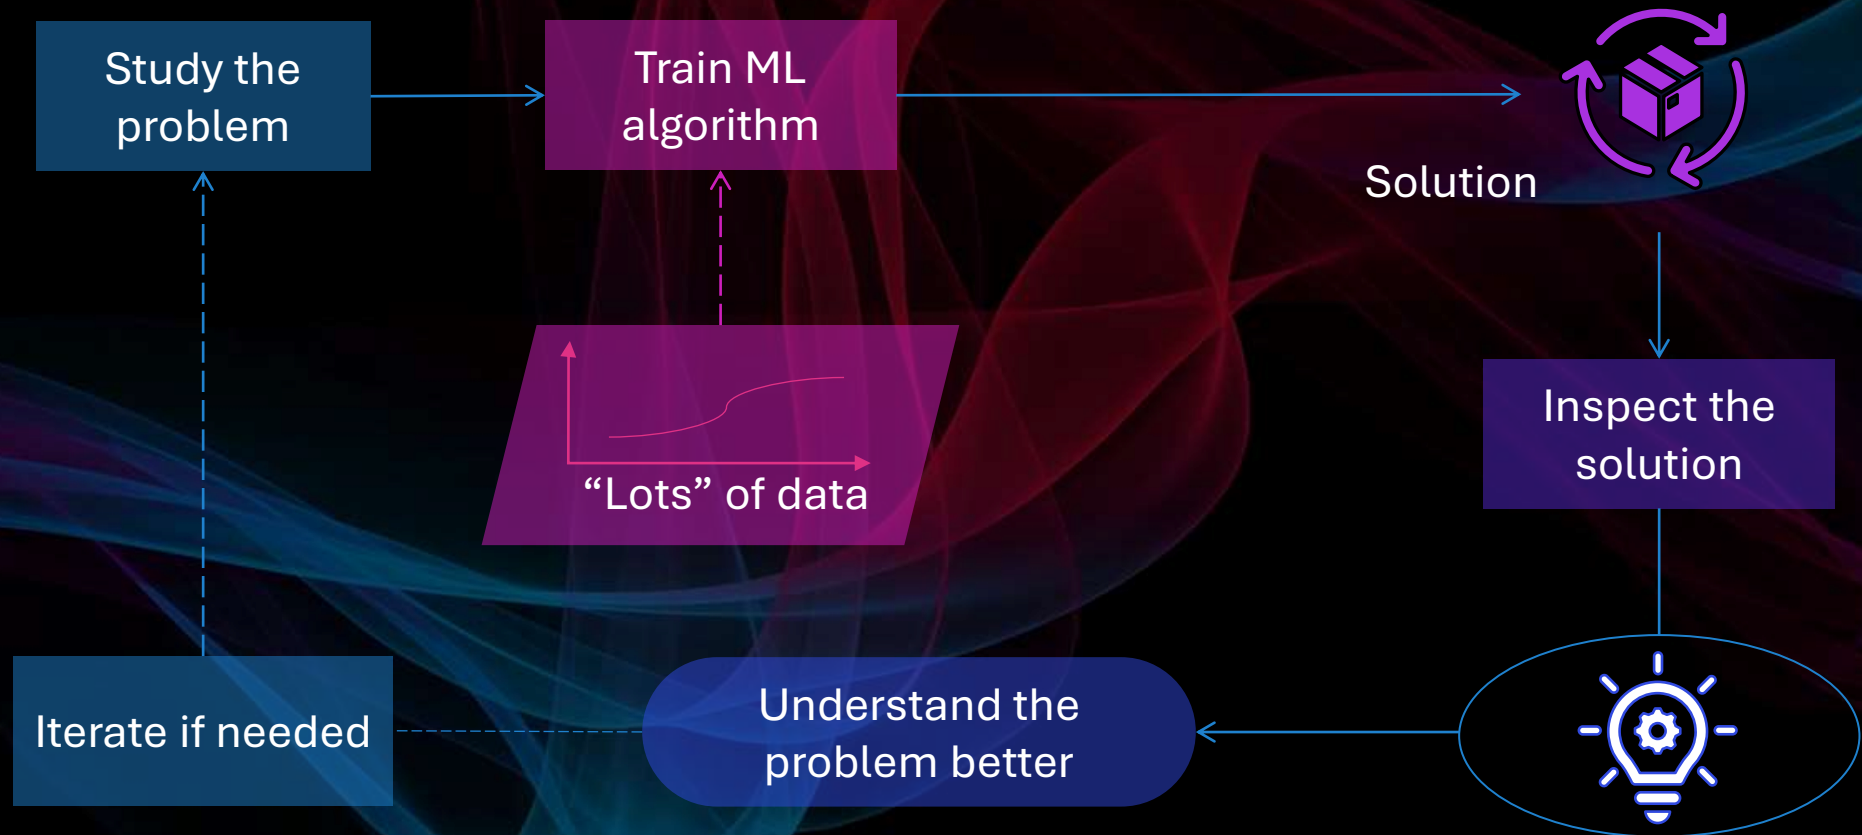 Study the
problem
Train ML
algorithm
Solution
“Lots” of data
Inspect the
solution
Understand the
problem better
Iterate if needed